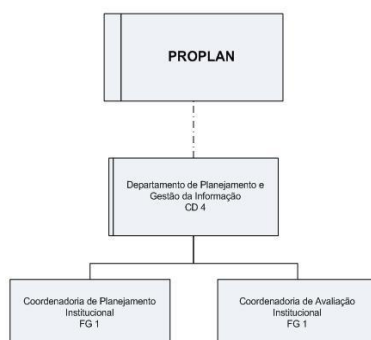 PROPLAN
Departamento de Planejamento e
Gestão da Informação
CD 4
Coordenadoria de Planejamento
Institucional
FG 1
Coordenadoria de Avaliação
Institucional
FG 1